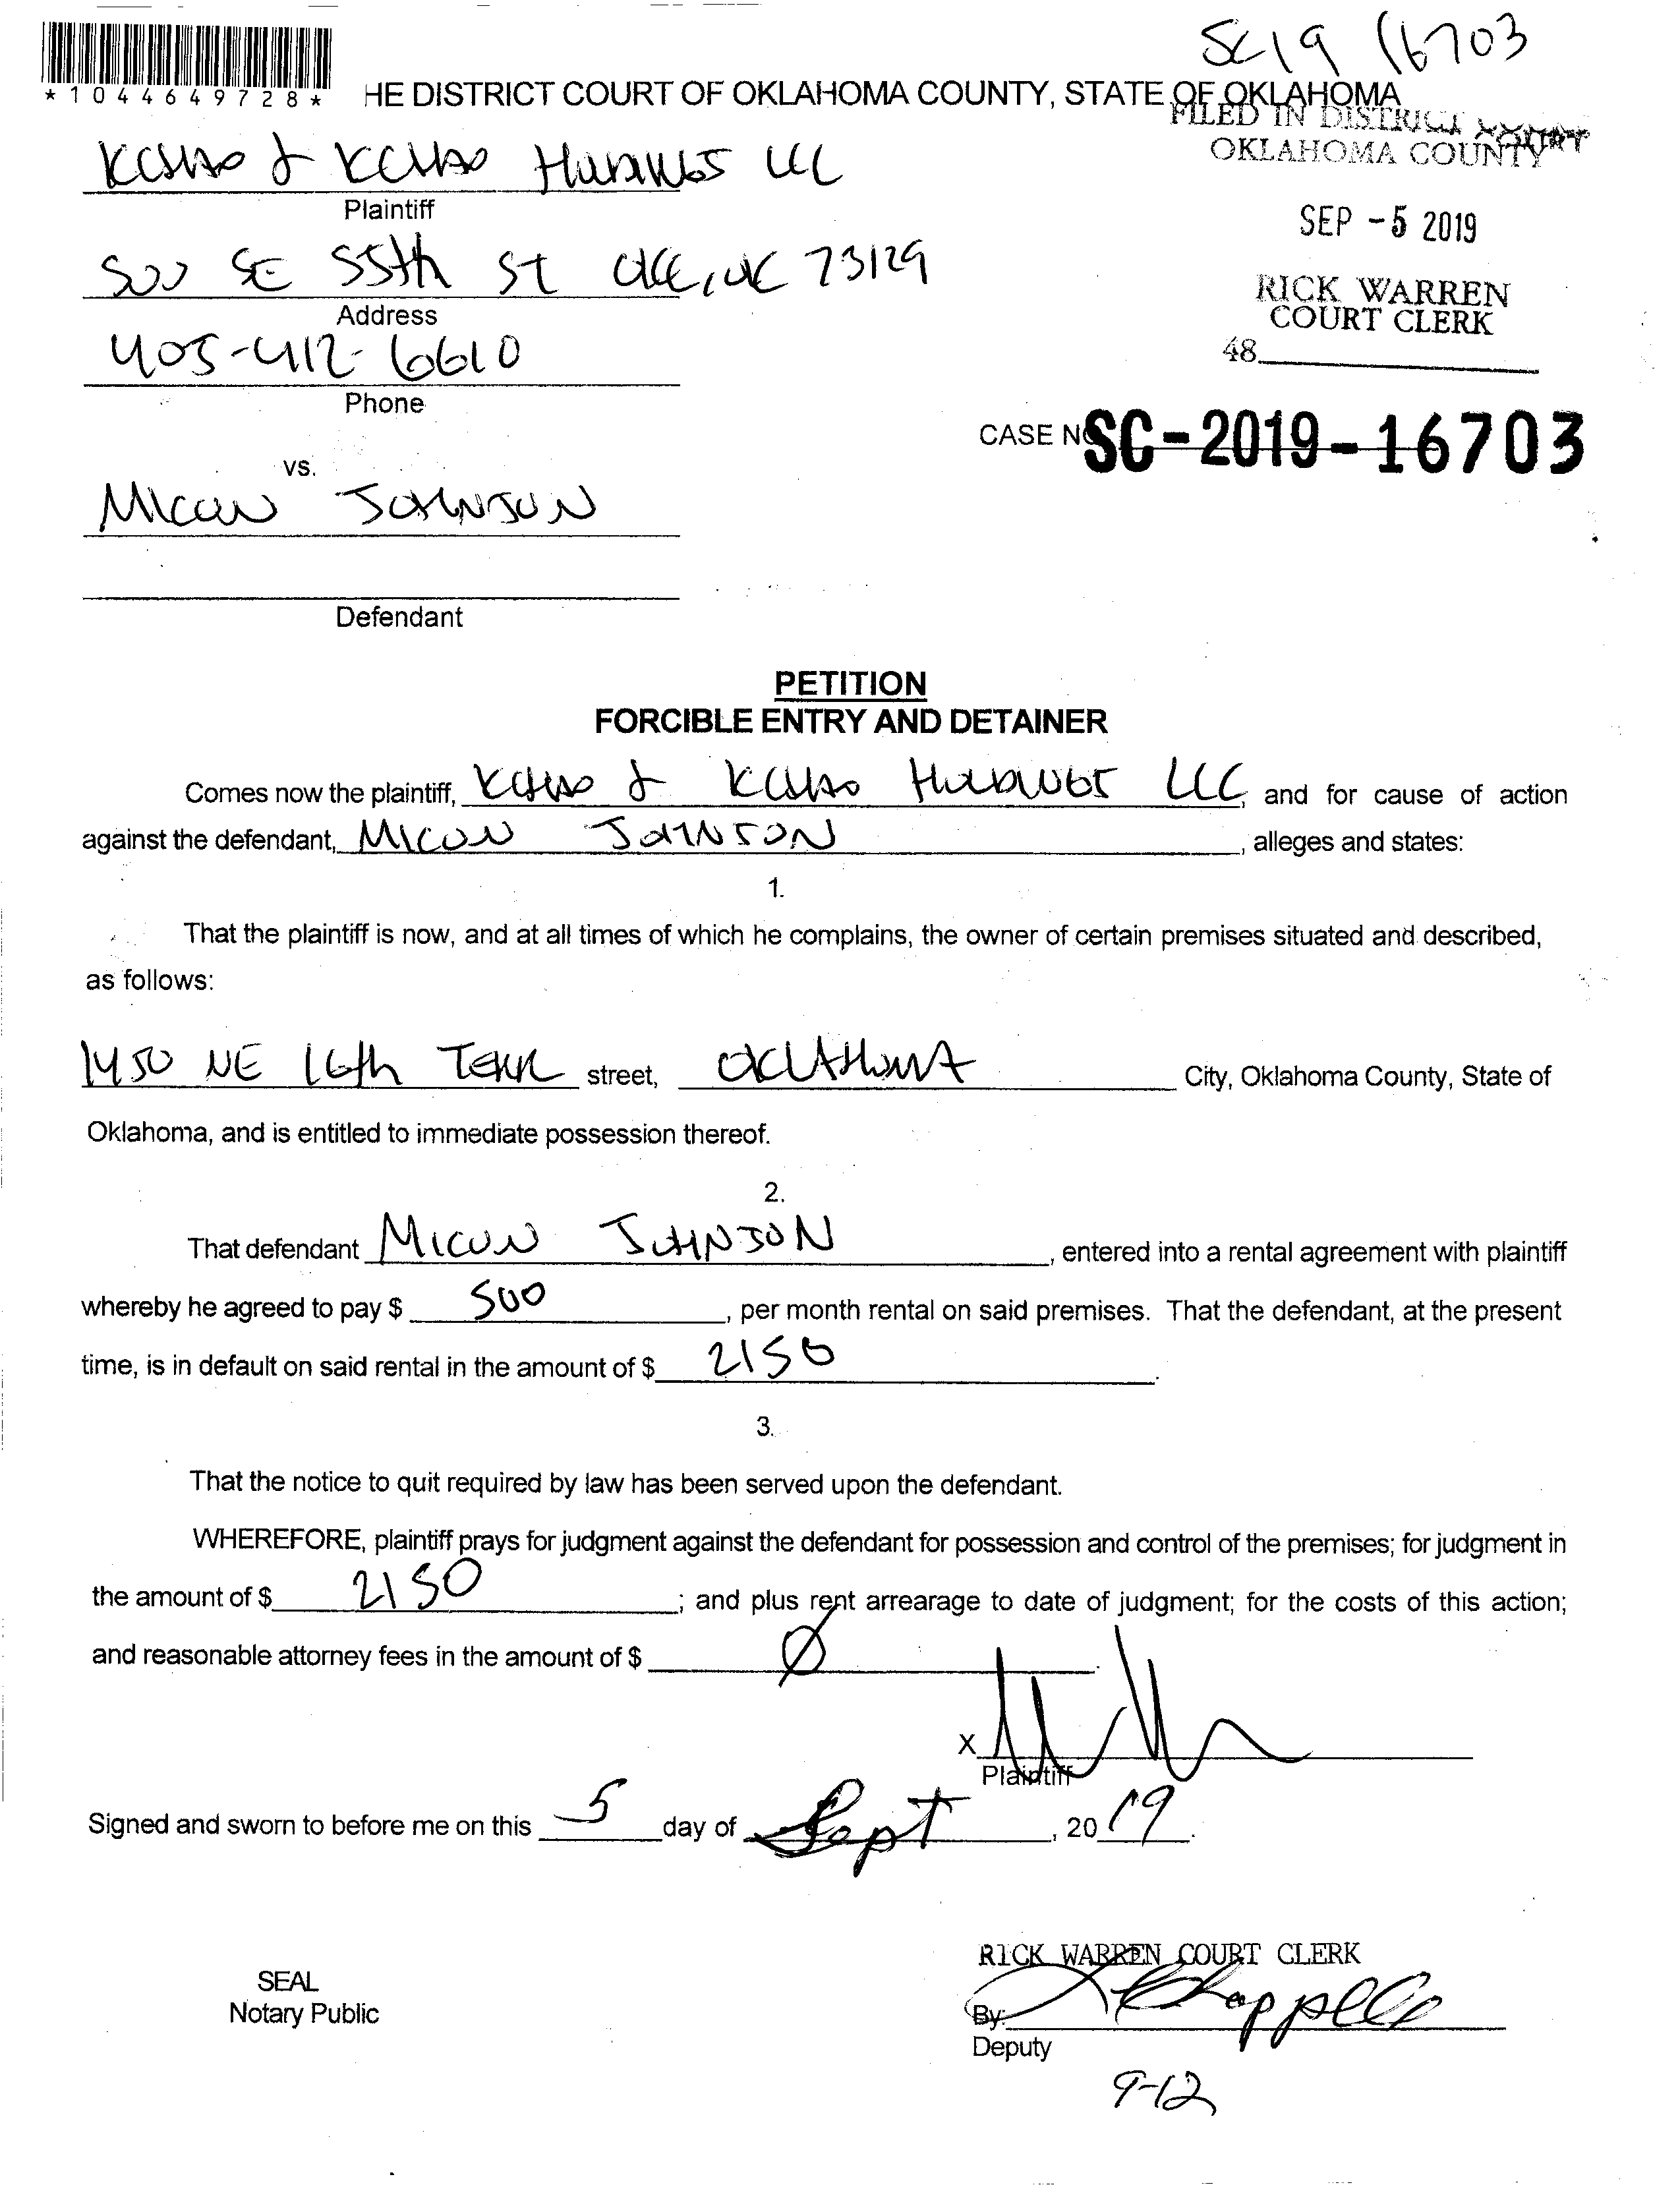 SC19 16703
*1044649728*
HE DISTRICT COURT OF OKLAHOMA COUNTY, STATE OF OKLAHOMA
FILED IN DISTRICT COURT
OKLAHOMA COUNTY
LLC
Plaintiff
SEP -5 2019
500 SE 55th St OKC, OK 73129
Address
RICK WARREN
COURT CLERK
405-412-6610
48
Phone
CASE NO SC-2019-16703
vs.
MICON JOHNSON
Defendant
PETITION
FORCIBLE ENTRY AND DETAINER
Comes now the plaintiff, LLC, and for cause of action
against the defendant, MICON JOHNSON, alleges and states:
1.
That the plaintiff is now, and at all times of which he complains, the owner of certain premises situated and described,
as follows:
1450 NE 16th TERR street, OKLAHOMA City, Oklahoma County, State of
Oklahoma, and is entitled to immediate possession thereof.
2.
That defendant MICON JOHNSON, entered into a rental agreement with plaintiff
whereby he agreed to pay $ 500, per month rental on said premises. That the defendant, at the present
time, is in default on said rental in the amount of $ 2150.
3.
That the notice to quit required by law has been served upon the defendant.
WHEREFORE, plaintiff prays for judgment against the defendant for possession and control of the premises; for judgment in
the amount of $ 2150; and plus rent arrearage to date of judgment; for the costs of this action;
and reasonable attorney fees in the amount of $ Ø.
X
Plaintiff
Signed and sworn to before me on this 5 day of Sept, 2019.
RICK WARREN COURT CLERK
SEAL
Notary Public
By: Chappelle
Deputy
9-12